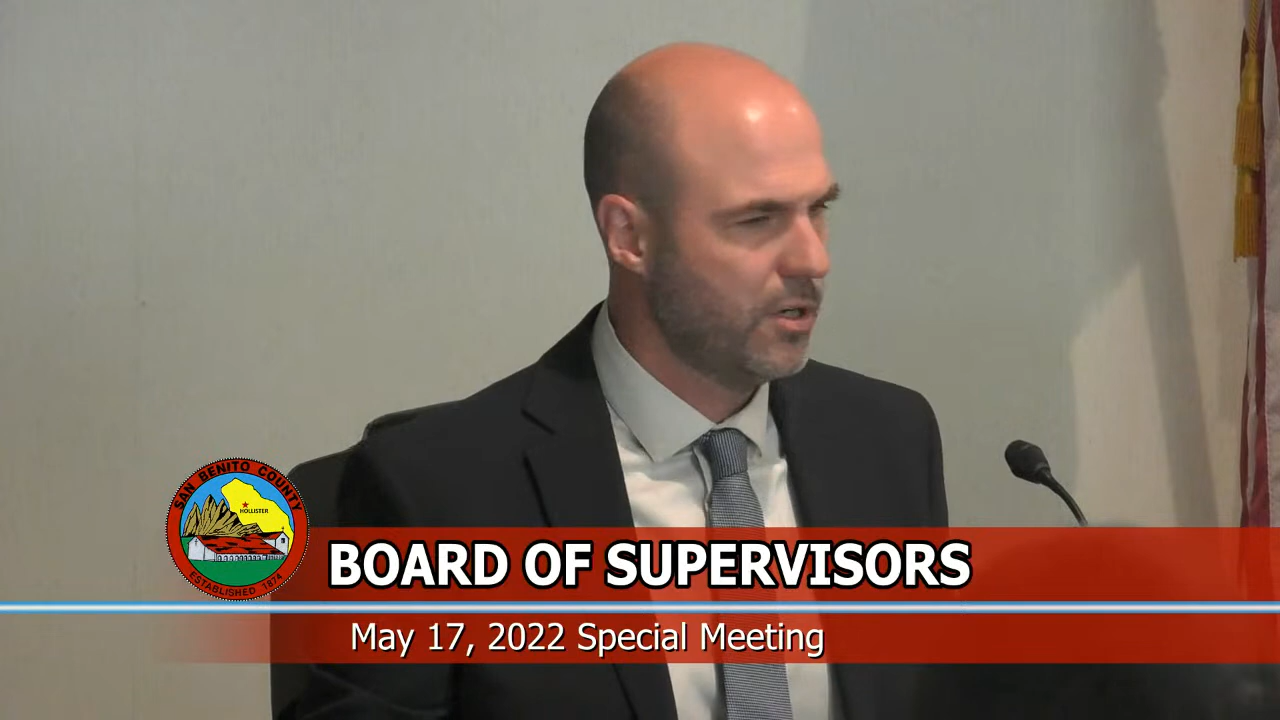 SAN BENITO COUNTY
HOLLISTER
ESTABLISHED 1874
BOARD OF SUPERVISORS
May 17, 2022 Special Meeting